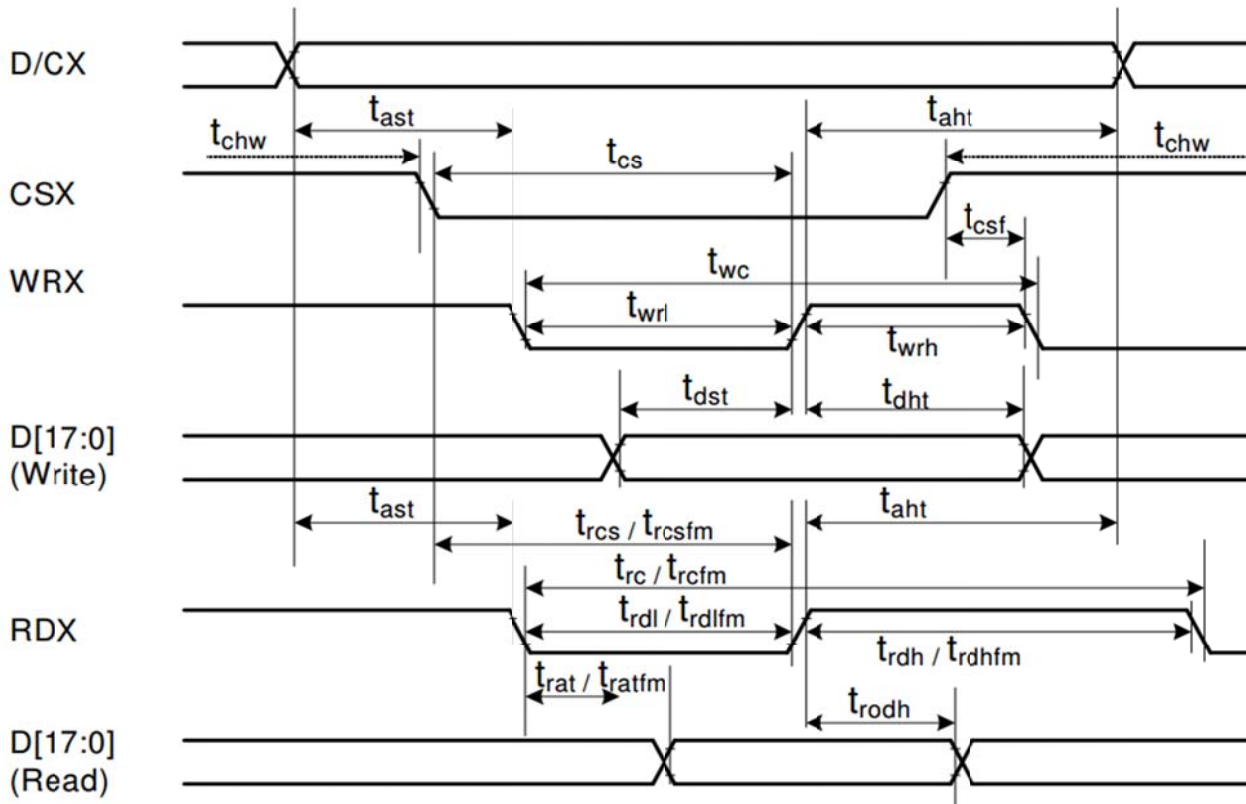 D/CX
tast
taht
tchw
tcs
tchw
CSX
tcsf
WRX
twc
twrl
twrh
tdst
tdht
D[17:0]
(Write)
tast
taht
trcs / trcsfm
trc / trcfm
RDX
trdl / trdlfm
trdh / trdhfm
trat / tratfm
trodh
D[17:0]
(Read)